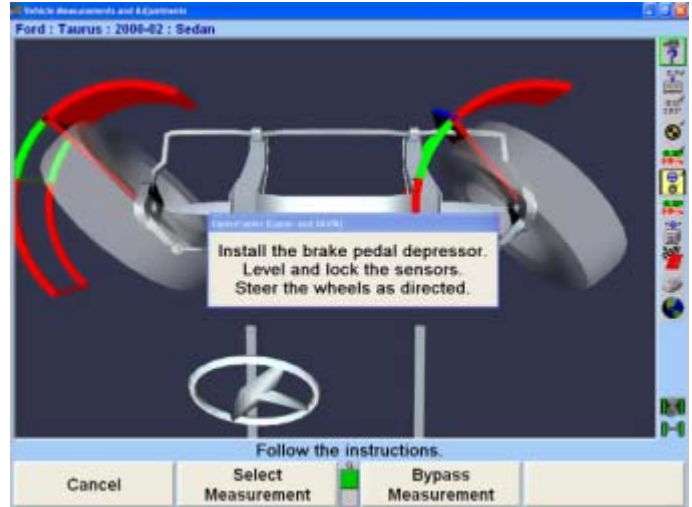 Vehicle Measurements and Adjustments
Ford : Taurus : 2000-02 : Sedan
Install the brake pedal depressor.
Level and lock the sensors.
Steer the wheels as directed.
Follow the instructions.
Cancel
Select
Measurement
Bypass
Measurement